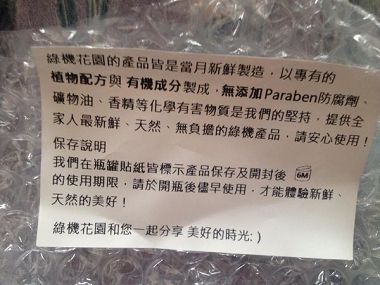 綠機花園的產品皆是當月新鮮製造，以專有的
植物配方與 有機成分製成，無添加Paraben防腐劑、
礦物油、香精等化學有害物質是我們的堅持，提供全
家人最新鮮、天然、無負擔的綠機產品，請安心使用！
保存說明
我們在瓶罐貼紙皆標示產品保存及開封後 6M
的使用期限，請於開瓶後儘早使用，才能體驗新鮮、
天然的美好！
綠機花園和您一起分享 美好的時光:)